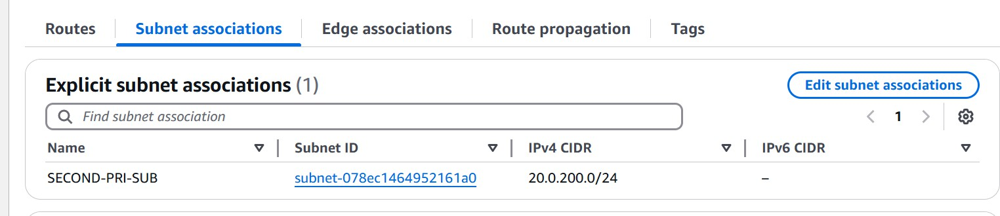 Routes Subnet associations Edge associations Route propagation Tags
Explicit subnet associations (1)
Edit subnet associations
Find subnet association
1
Name Subnet ID IPv4 CIDR IPv6 CIDR
SECOND-PRI-SUB subnet-078ec1464952161a0 20.0.200.0/24 –